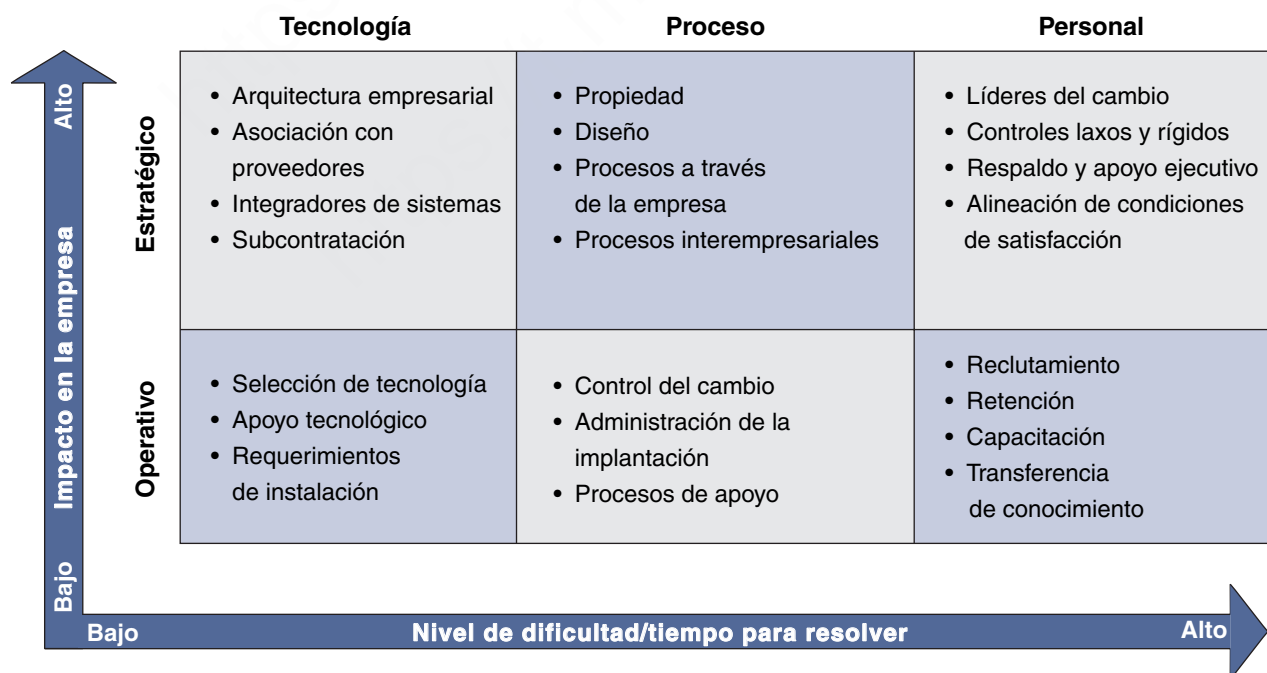 Tecnología
Proceso
Personal
Alto
Impacto en la empresa
Bajo
Estratégico
• Arquitectura empresarial
• Asociación con
proveedores
• Integradores de sistemas
• Subcontratación
• Propiedad
• Diseño
• Procesos a través
de la empresa
• Procesos interempresariales
• Líderes del cambio
• Controles laxos y rígidos
• Respaldo y apoyo ejecutivo
• Alineación de condiciones
de satisfacción
Operativo
• Selección de tecnología
• Apoyo tecnológico
• Requerimientos
de instalación
• Control del cambio
• Administración de la
implantación
• Procesos de apoyo
• Reclutamiento
• Retención
• Capacitación
• Transferencia
de conocimiento
Bajo
Nivel de dificultad/tiempo para resolver
Alto